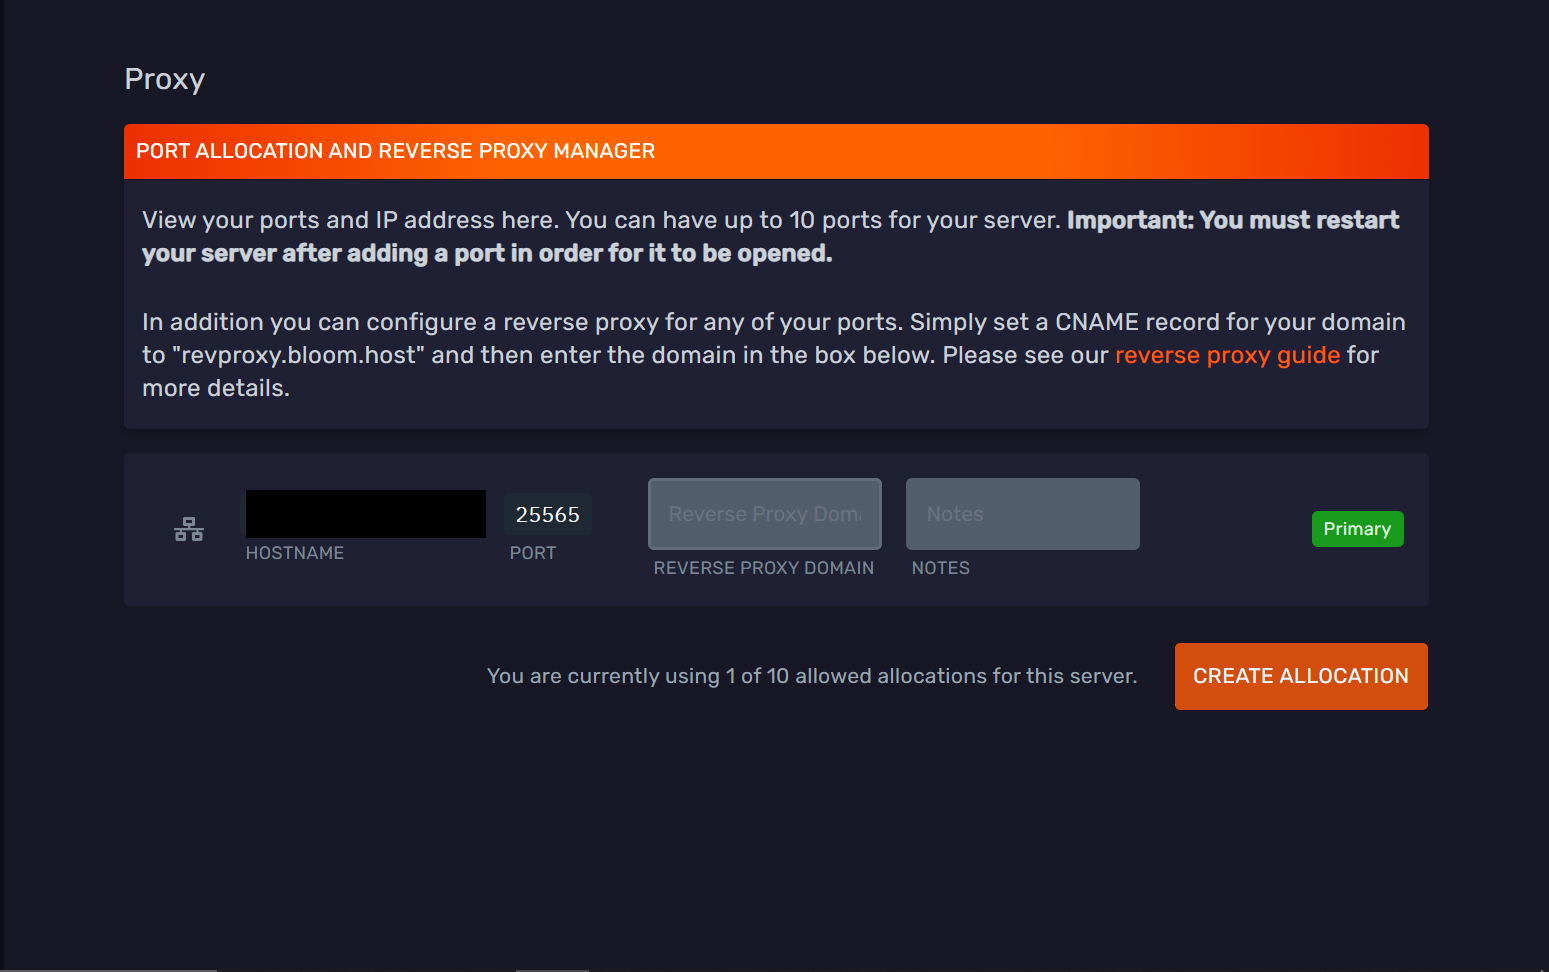 Proxy
PORT ALLOCATION AND REVERSE PROXY MANAGER
View your ports and IP address here. You can have up to 10 ports for your server. Important: You must restart
your server after adding a port in order for it to be opened.
In addition you can configure a reverse proxy for any of your ports. Simply set a CNAME record for your domain
to "revproxy.bloom.host" and then enter the domain in the box below. Please see our reverse proxy guide for
more details.
25565
Reverse Proxy Doma
Notes
Primary
HOSTNAME
PORT
REVERSE PROXY DOMAIN
NOTES
You are currently using 1 of 10 allowed allocations for this server.
CREATE ALLOCATION